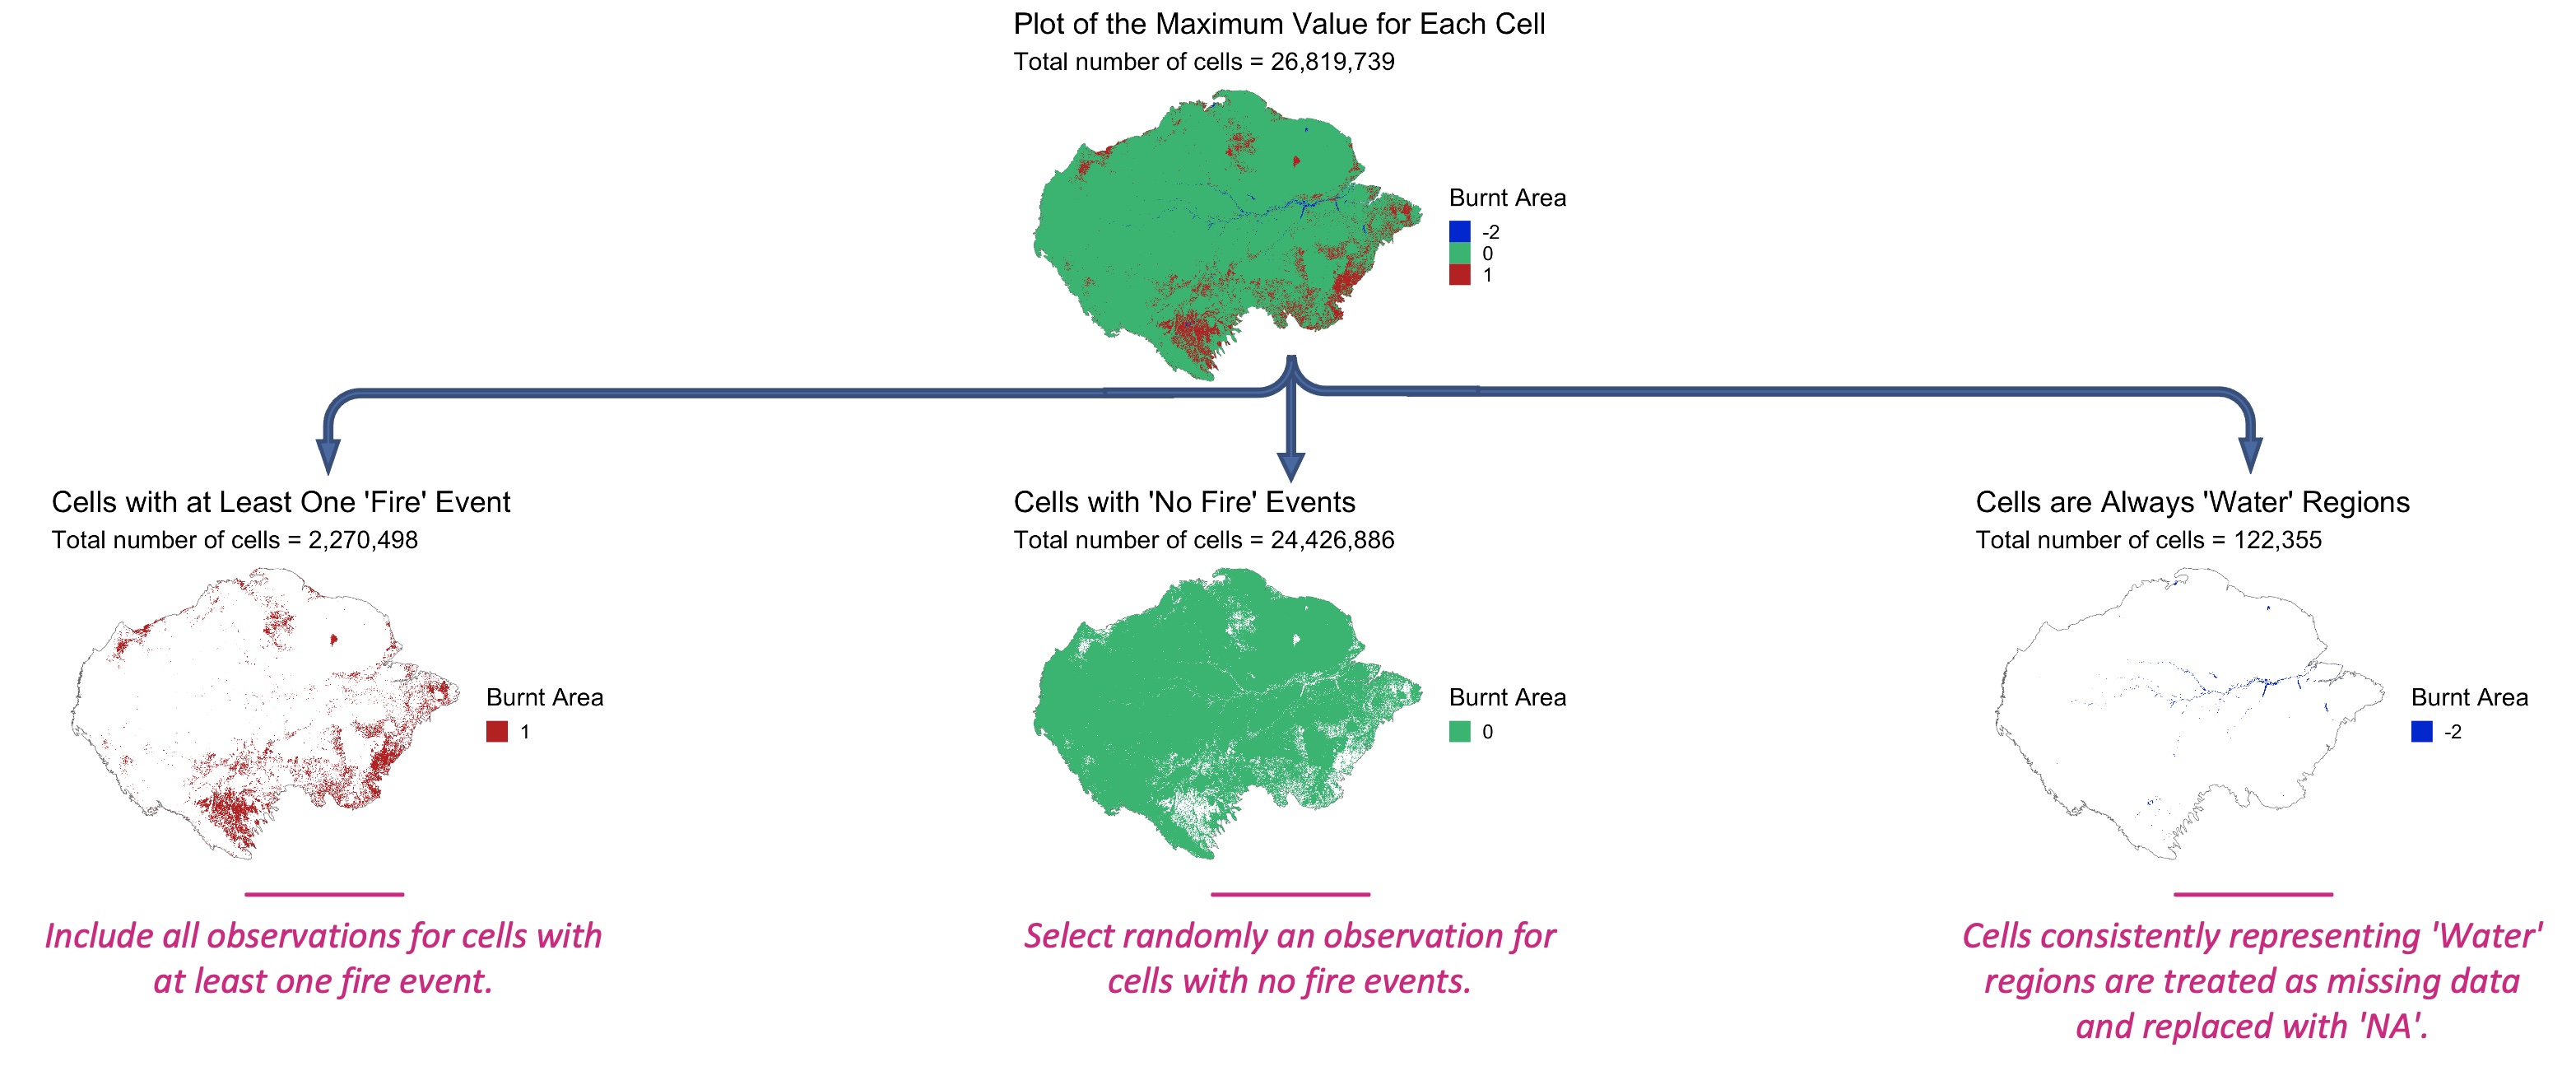 Plot of the Maximum Value for Each Cell
Total number of cells = 26,819,739
Burnt Area
-2
0
1
Cells with at Least One 'Fire' Event
Total number of cells = 2,270,498
Burnt Area
1
Include all observations for cells with
at least one fire event.
Cells with 'No Fire' Events
Total number of cells = 24,426,886
Burnt Area
0
Select randomly an observation for
cells with no fire events.
Cells are Always 'Water' Regions
Total number of cells = 122,355
Burnt Area
-2
Cells consistently representing 'Water'
regions are treated as missing data
and replaced with 'NA'.